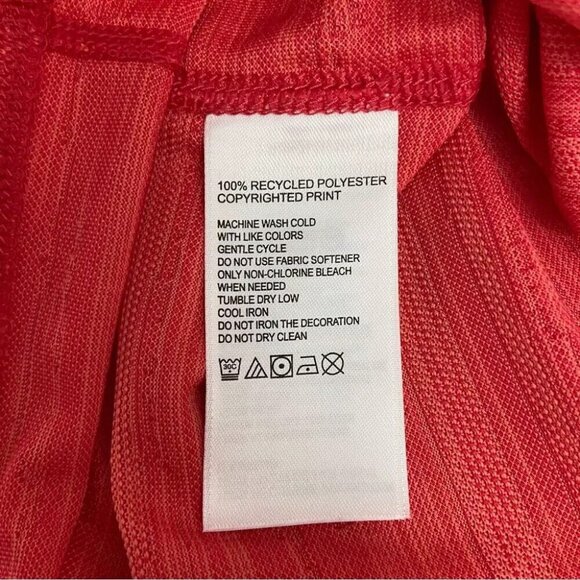 100% RECYCLED POLYESTER
COPYRIGHTED PRINT
MACHINE WASH COLD
WITH LIKE COLORS
GENTLE CYCLE
DO NOT USE FABRIC SOFTENER
ONLY NON-CHLORINE BLEACH
WHEN NEEDED
TUMBLE DRY LOW
COOL IRON
DO NOT IRON THE DECORATION
DO NOT DRY CLEAN
30C